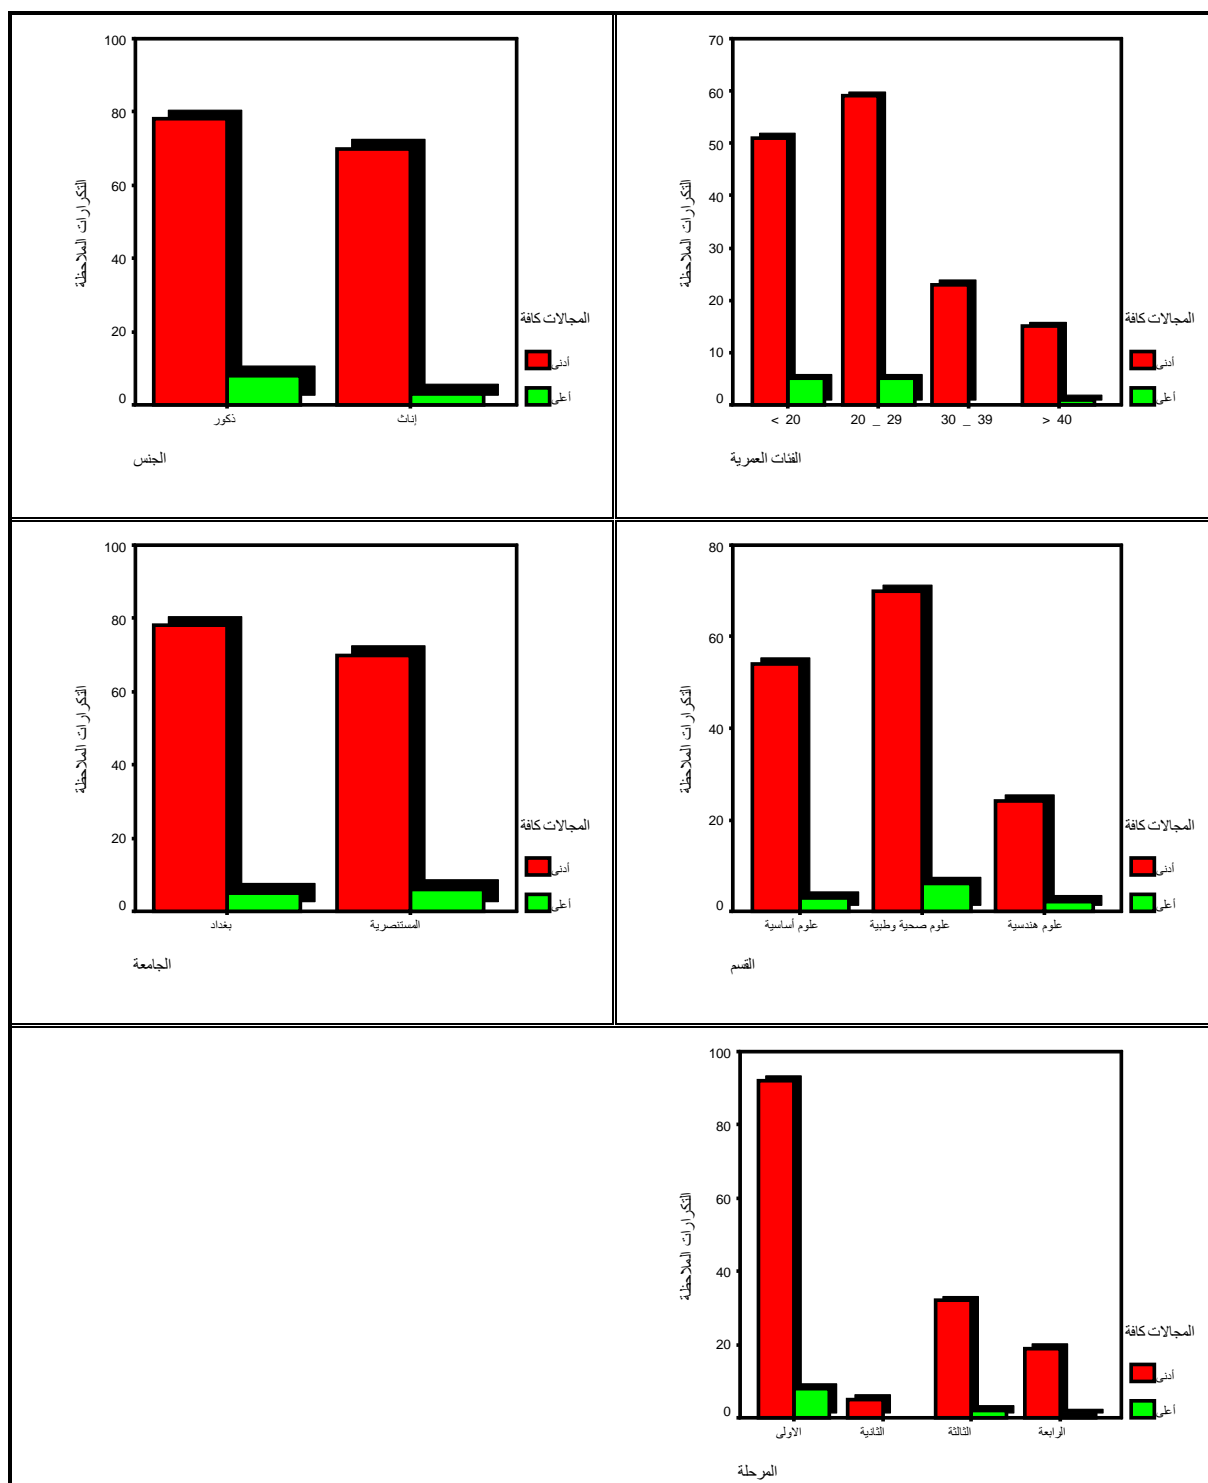 100
80
60
40
20
0
التكرارات الملاحظة
ذكور
إناث
الجنس
المجالات كافة
أدنى
أعلى
70
60
50
40
30
20
10
0
التكرارات الملاحظة
< 20
20 _ 29
30 _ 39
> 40
الفئات العمرية
المجالات كافة
أدنى
أعلى
100
80
60
40
20
0
التكرارات الملاحظة
بغداد
المستنصرية
الجامعة
المجالات كافة
أدنى
أعلى
80
60
40
20
0
التكرارات الملاحظة
علوم أساسية
علوم صحية وطبية
علوم هندسية
القسم
المجالات كافة
أدنى
أعلى
100
80
60
40
20
0
التكرارات الملاحظة
الاولى
الثانية
الثالثة
الرابعة
المرحلة
المجالات كافة
أدنى
أعلى